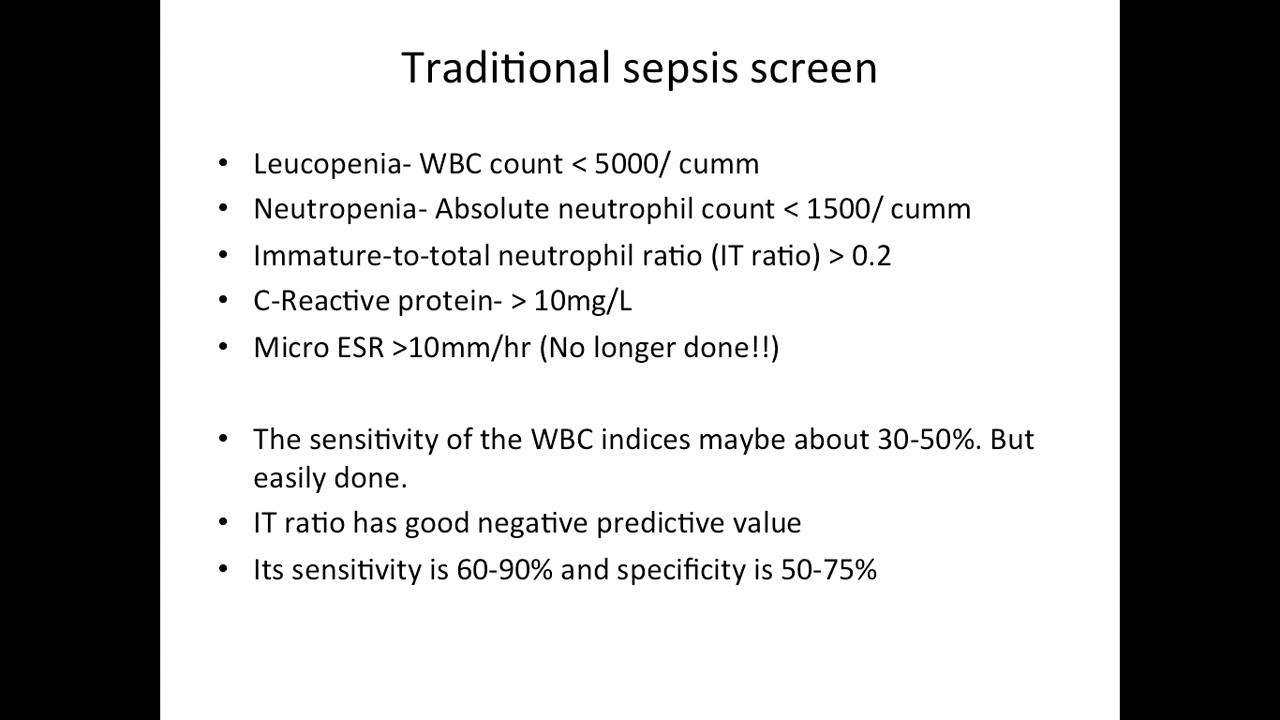 Traditional sepsis screen
• Leucopenia- WBC count < 5000/ cumm
• Neutropenia- Absolute neutrophil count < 1500/ cumm
• Immature-to-total neutrophil ratio (IT ratio) > 0.2
• C-Reactive protein- > 10mg/L
• Micro ESR >10mm/hr (No longer done!!)
• The sensitivity of the WBC indices maybe about 30-50%. But
easily done.
• IT ratio has good negative predictive value
• Its sensitivity is 60-90% and specificity is 50-75%